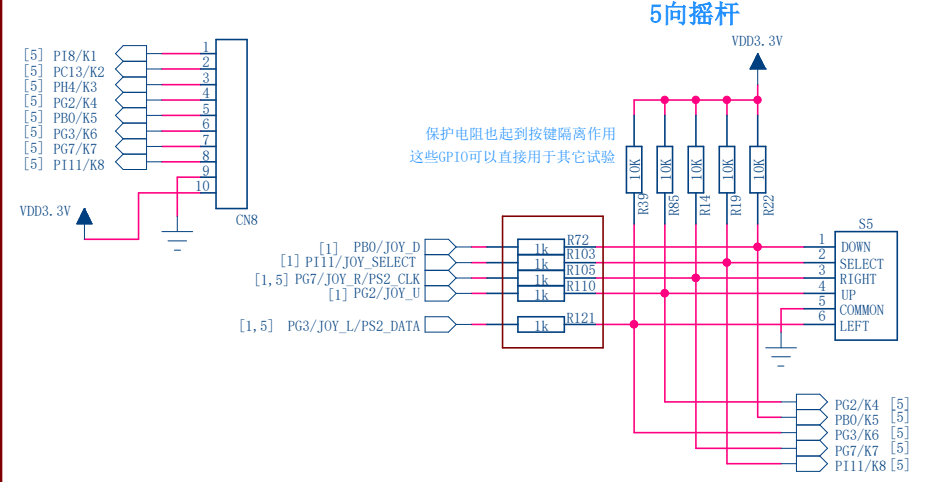 5向摇杆
VDD3.3V
[5] PI8/K1
[5] PC13/K2
[5] PH4/K3
[5] PG2/K4
[5] PB0/K5
[5] PG3/K6
[5] PG7/K7
[5] PI11/K8
1
2
3
4
5
6
7
8
9
10
CN8
VDD3.3V
保护电阻也起到按键隔离作用
这些GPIO可以直接用于其它试验
10K
10K
10K
10K
10K
R39
R85
R14
R19
R22
[1] PB0/JOY_D
[1] PI11/JOY_SELECT
[1,5] PG7/JOY_R/PS2_CLK
[1] PG2/JOY_U
[1,5] PG3/JOY_L/PS2_DATA
1k R72
1k R103
1k R105
1k R110
1k R121
S5
1 DOWN
2 SELECT
3 RIGHT
4 UP
5 COMMON
6 LEFT
PG2/K4 [5]
PB0/K5 [5]
PG3/K6 [5]
PG7/K7 [5]
PI11/K8 [5]